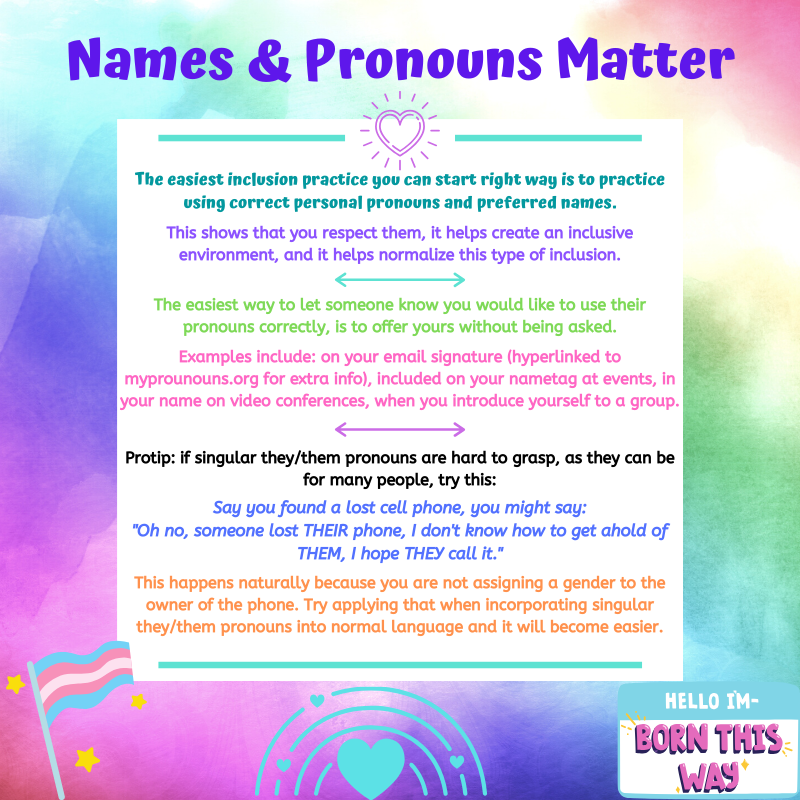 Names & Pronouns Matter
The easiest inclusion practice you can start right way is to practice
using correct personal pronouns and preferred names.
This shows that you respect them, it helps create an inclusive
environment, and it helps normalize this type of inclusion.
The easiest way to let someone know you would like to use their
pronouns correctly, is to offer yours without being asked.
Examples include: on your email signature (hyperlinked to
myprounouns.org for extra info), included on your nametag at events, in
your name on video conferences, when you introduce yourself to a group.
Protip: if singular they/them pronouns are hard to grasp, as they can be
for many people, try this:
Say you found a lost cell phone, you might say:
"Oh no, someone lost THEIR phone, I don't know how to get ahold of
THEM, I hope THEY call it."
This happens naturally because you are not assigning a gender to the
owner of the phone. Try applying that when incorporating singular
they/them pronouns into normal language and it will become easier.
HELLO I'M-
BORN THIS
WAY